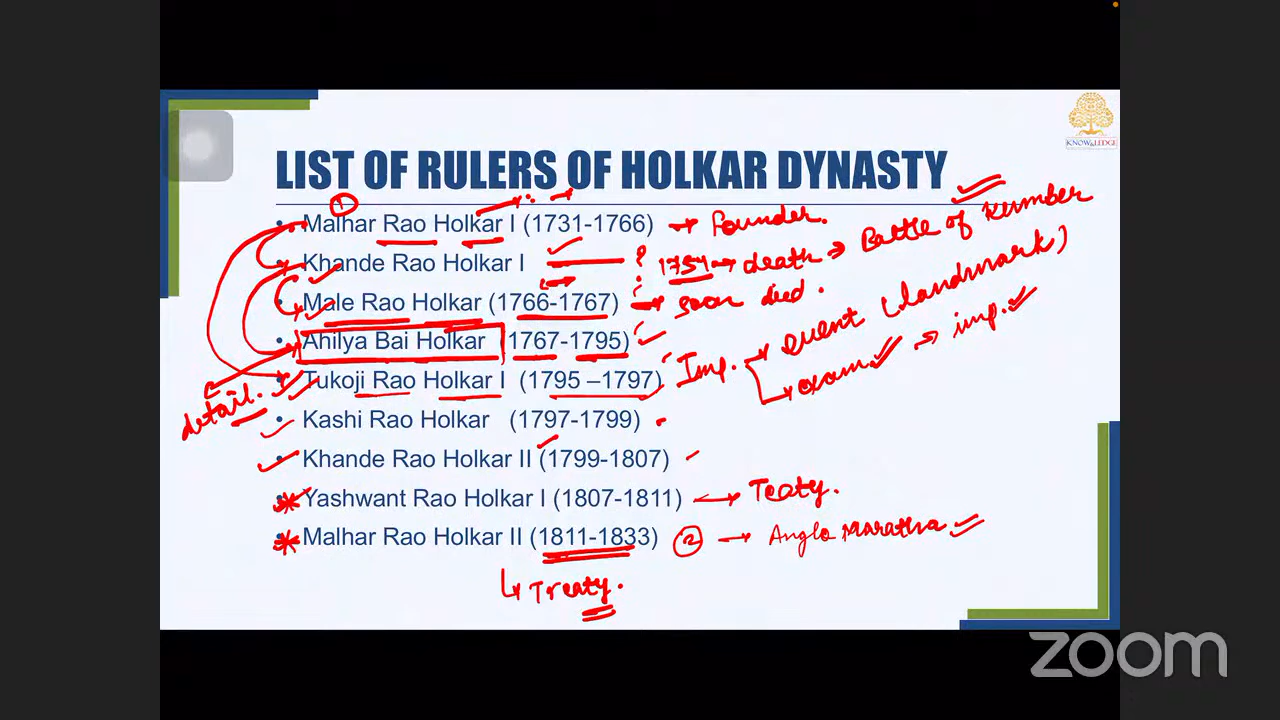 KNOWLEDGE
LIST OF RULERS OF HOLKAR DYNASTY
①
• Malhar Rao Holkar I (1731-1766) → Founder.
• Khande Rao Holkar I ? 1754 → death → Battle of Kumber
• Male Rao Holkar (1766-1767) → soon died.
• Ahilya Bai Holkar (1767-1795)
• Tukoji Rao Holkar I (1795 –1797) Imp. → event (landmark)
→ exam → imp.
detail.
• Kashi Rao Holkar (1797-1799)
• Khande Rao Holkar II (1799-1807)
• Yashwant Rao Holkar I (1807-1811) → Teaty.
• Malhar Rao Holkar II (1811-1833) ② → Anglo Maratha
↳ Treaty.
zoom